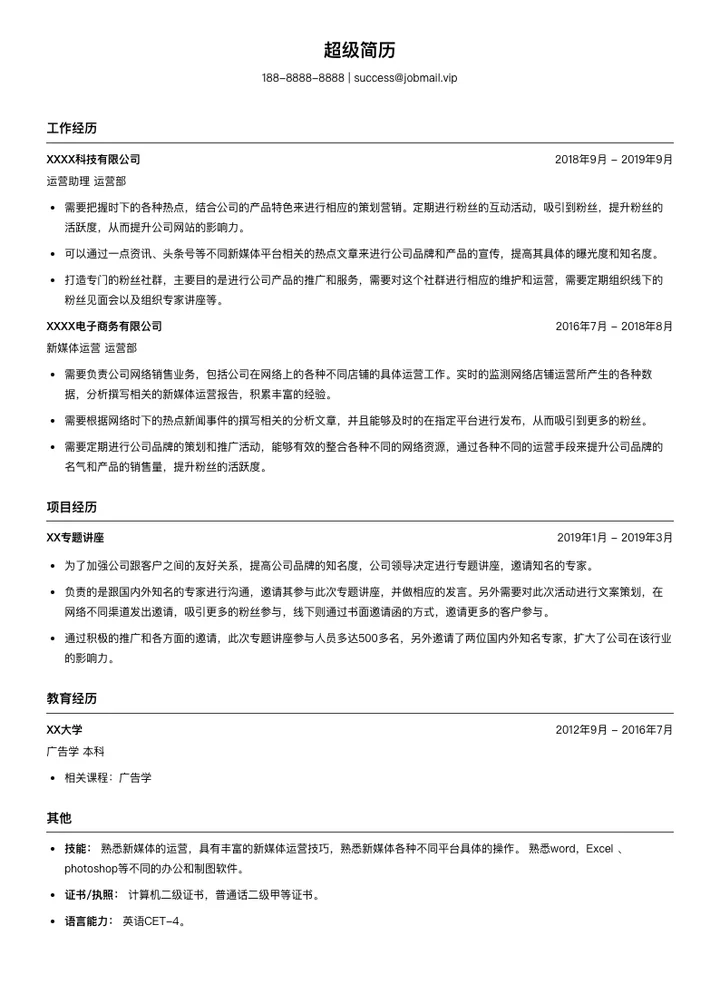 超级简历
188-8888-8888 | success@jobmail.vip
工作经历
XXXX科技有限公司 2018年9月 – 2019年9月
运营助理 运营部
• 需要把握时下的各种热点，结合公司的产品特色来进行相应的策划营销。定期进行粉丝的互动活动，吸引到粉丝，提升粉丝的
活跃度，从而提升公司网站的影响力。
• 可以通过一点资讯、头条号等不同新媒体平台相关的热点文章来进行公司品牌和产品的宣传，提高其具体的曝光度和知名度。
• 打造专门的粉丝社群，主要目的是进行公司产品的推广和服务，需要对这个社群进行相应的维护和运营，需要定期组织线下的
粉丝见面会以及组织专家讲座等。
XXXX电子商务有限公司 2016年7月 – 2018年8月
新媒体运营 运营部
• 需要负责公司网络销售业务，包括公司在网络上的各种不同店铺的具体运营工作。实时的监测网络店铺运营所产生的各种数
据，分析撰写相关的新媒体运营报告，积累丰富的经验。
• 需要根据网络时下的热点新闻事件的撰写相关的分析文章，并且能够及时的在指定平台进行发布，从而吸引到更多的粉丝。
• 需要定期进行公司品牌的策划和推广活动，能够有效的整合各种不同的网络资源，通过各种不同的运营手段来提升公司品牌的
名气和产品的销售量，提升粉丝的活跃度。
项目经历
XX专题讲座 2019年1月 – 2019年3月
• 为了加强公司跟客户之间的友好关系，提高公司品牌的知名度，公司领导决定进行专题讲座，邀请知名的专家。
• 负责的是跟国内外知名的专家进行沟通，邀请其参与此次专题讲座，并做相应的发言。另外需要对此次活动进行文案策划，在
网络不同渠道发出邀请，吸引更多的粉丝参与，线下则通过书面邀请函的方式，邀请更多的客户参与。
• 通过积极的推广和各方面的邀请，此次专题讲座参与人员多达500多名，另外邀请了两位国内外知名专家，扩大了公司在该行业
的影响力。
教育经历
XX大学 2012年9月 – 2016年7月
广告学 本科
• 相关课程：广告学
其他
• 技能： 熟悉新媒体的运营，具有丰富的新媒体运营技巧，熟悉新媒体各种不同平台具体的操作。 熟悉word，Excel 、
photoshop等不同的办公和制图软件。
• 证书/执照： 计算机二级证书，普通话二级甲等证书。
• 语言能力： 英语CET-4。